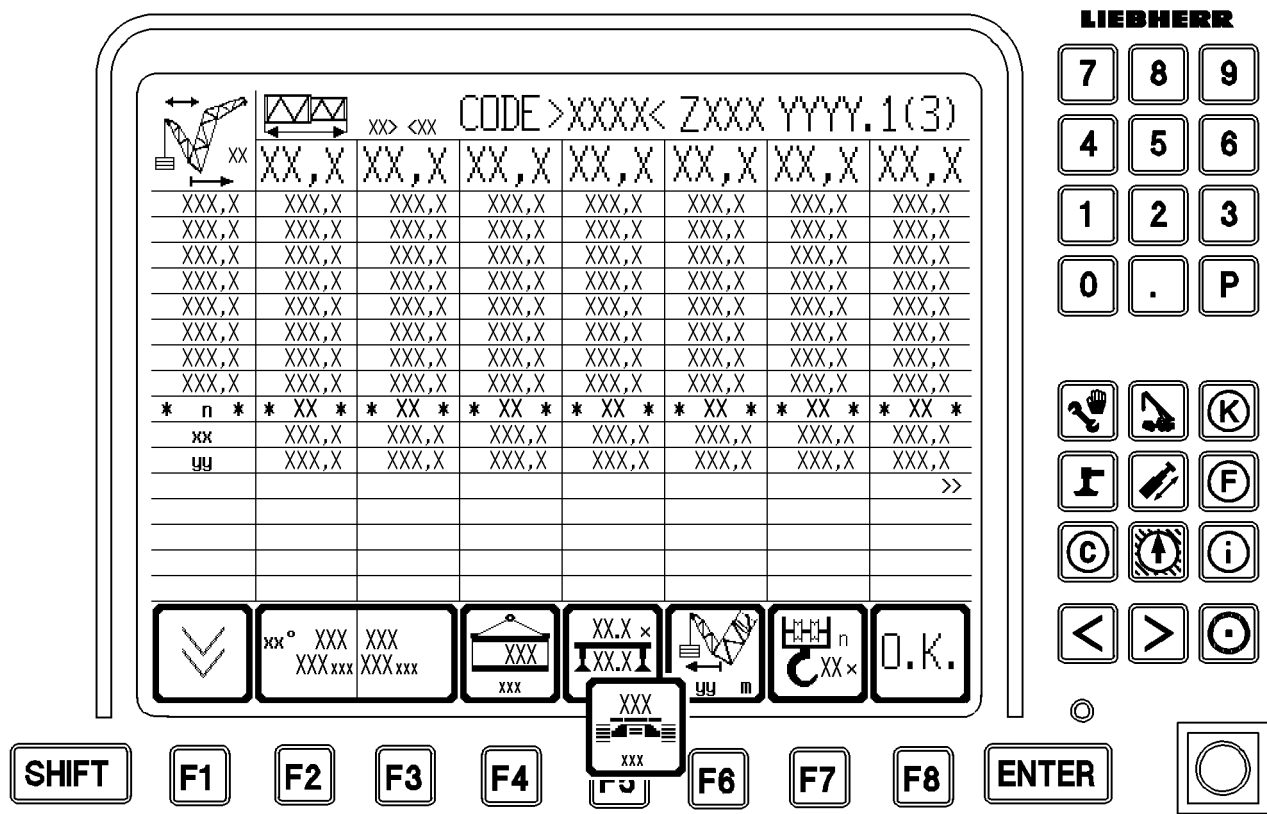 LIEBHERR
7 8 9
4 5 6
1 2 3
0 . P
XX> <XX CODE >XXXX< ZXXX YYYY.1(3)
XX XX,X XX,X XX,X XX,X XX,X XX,X XX,X
XXX,X XXX,X XXX,X XXX,X XXX,X XXX,X XXX,X XXX,X
XXX,X XXX,X XXX,X XXX,X XXX,X XXX,X XXX,X XXX,X
XXX,X XXX,X XXX,X XXX,X XXX,X XXX,X XXX,X XXX,X
XXX,X XXX,X XXX,X XXX,X XXX,X XXX,X XXX,X XXX,X
XXX,X XXX,X XXX,X XXX,X XXX,X XXX,X XXX,X XXX,X
XXX,X XXX,X XXX,X XXX,X XXX,X XXX,X XXX,X XXX,X
XXX,X XXX,X XXX,X XXX,X XXX,X XXX,X XXX,X XXX,X
XXX,X XXX,X XXX,X XXX,X XXX,X XXX,X XXX,X XXX,X
* n * * XX * * XX * * XX * * XX * * XX * * XX * * XX *
xx XXX,X XXX,X XXX,X XXX,X XXX,X XXX,X XXX,X
yy XXX,X XXX,X XXX,X XXX,X XXX,X XXX,X XXX,X
>>
K
F
C i
< >
xx° XXX XXX
XXX xxx XXX xxx
XXX
xxx
XX.X ×
XX.X
yy m
n
XX ×
O.K.
XXX
xxx
SHIFT F1 F2 F3 F4 F5 F6 F7 F8 ENTER